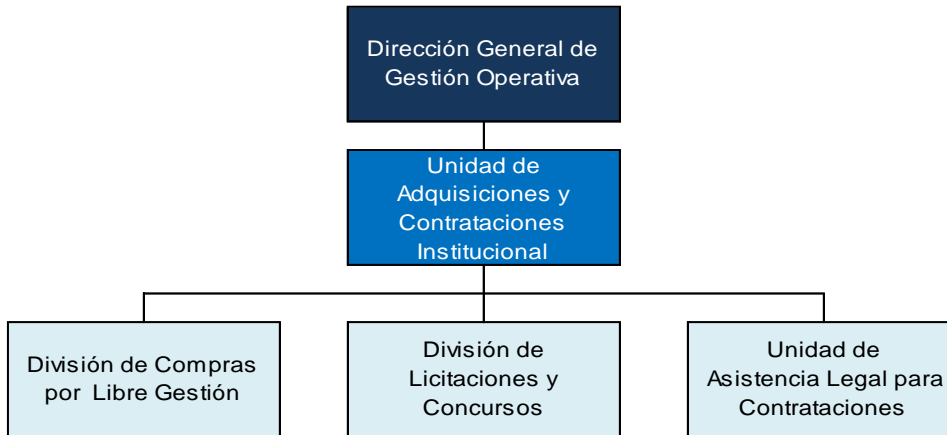 Dirección General de
Gestión Operativa
Unidad de
Adquisiciones y
Contrataciones
Institucional
División de Compras
por Libre Gestión
División de
Licitaciones y
Concursos
Unidad de
Asistencia Legal para
Contrataciones